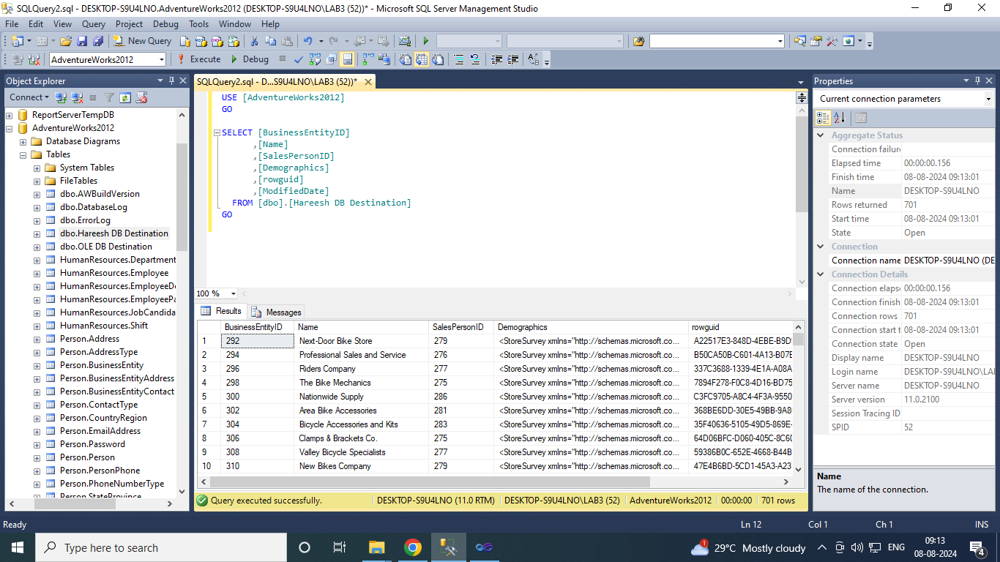 SQLQuery2.sql - DESKTOP-S9U4LNO.AdventureWorks2012 (DESKTOP-S9U4LNO\LAB3 (52))* - Microsoft SQL Server Management Studio
File Edit View Query Project Debug Tools Window Help
New Query
AdventureWorks2012 Execute Debug
Object Explorer
Connect
ReportServerTempDB
AdventureWorks2012
Database Diagrams
Tables
System Tables
FileTables
dbo.AWBuildVersion
dbo.DatabaseLog
dbo.ErrorLog
dbo.Hareesh DB Destination
dbo.OLE DB Destination
HumanResources.Department
HumanResources.Employee
HumanResources.EmployeeDe
HumanResources.EmployeePa
HumanResources.JobCandida
HumanResources.Shift
Person.Address
Person.AddressType
Person.BusinessEntity
Person.BusinessEntityAddress
Person.BusinessEntityContact
Person.ContactType
Person.CountryRegion
Person.EmailAddress
Person.Password
Person.Person
Person.PersonPhone
Person.PhoneNumberType
Person.StateProvince
SQLQuery2.sql - D...S9U4LNO\LAB3 (52))*
USE [AdventureWorks2012]
GO
SELECT [BusinessEntityID]
,[Name]
,[SalesPersonID]
,[Demographics]
,[rowguid]
,[ModifiedDate]
FROM [dbo].[Hareesh DB Destination]
GO
100 %
Results Messages
BusinessEntityID Name SalesPersonID Demographics rowguid
1 292 Next-Door Bike Store 279 <StoreSurvey xmlns="http://schemas.microsoft.co... A22517E3-848D-4EBE-B9D
2 294 Professional Sales and Service 276 <StoreSurvey xmlns="http://schemas.microsoft.co... B50CA50B-C601-4A13-B07E
3 296 Riders Company 277 <StoreSurvey xmlns="http://schemas.microsoft.co... 337C3688-1339-4E1A-A08A
4 298 The Bike Mechanics 275 <StoreSurvey xmlns="http://schemas.microsoft.co... 7894F278-F0C8-4D16-BD75
5 300 Nationwide Supply 286 <StoreSurvey xmlns="http://schemas.microsoft.co... C3FC9705-A8C4-4F3A-9550
6 302 Area Bike Accessories 281 <StoreSurvey xmlns="http://schemas.microsoft.co... 368BE6DD-30E5-49BB-9A8
7 304 Bicycle Accessories and Kits 283 <StoreSurvey xmlns="http://schemas.microsoft.co... 35F40636-5105-49D5-869E-
8 306 Clamps & Brackets Co. 275 <StoreSurvey xmlns="http://schemas.microsoft.co... 64D06BFC-D060-405C-8C60
9 308 Valley Bicycle Specialists 277 <StoreSurvey xmlns="http://schemas.microsoft.co... 59386B0C-652E-4668-B44B
10 310 New Bikes Company 279 <StoreSurvey xmlns="http://schemas.microsoft.co... 47E4B6BD-5CD1-45A3-A23
Query executed successfully. DESKTOP-S9U4LNO (11.0 RTM) DESKTOP-S9U4LNO\LAB3 (52) AdventureWorks2012 00:00:00 701 rows
Properties
Current connection parameters
Aggregate Status
Connection failure
Elapsed time 00:00:00.156
Finish time 08-08-2024 09:13:01
Name DESKTOP-S9U4LNO
Rows returned 701
Start time 08-08-2024 09:13:01
State Open
Connection
Connection name DESKTOP-S9U4LNO (DE
Connection Details
Connection elaps 00:00:00.156
Connection finish 08-08-2024 09:13:01
Connection rows 701
Connection start t 08-08-2024 09:13:01
Connection state Open
Display name DESKTOP-S9U4LNO
Login name DESKTOP-S9U4LNO\LA
Server name DESKTOP-S9U4LNO
Server version 11.0.2100
Session Tracing ID
SPID 52
Name
The name of the connection.
Ready Ln 12 Col 1 Ch 1 INS
Type here to search
1
29°C Mostly cloudy
ENG
09:13
08-08-2024
4